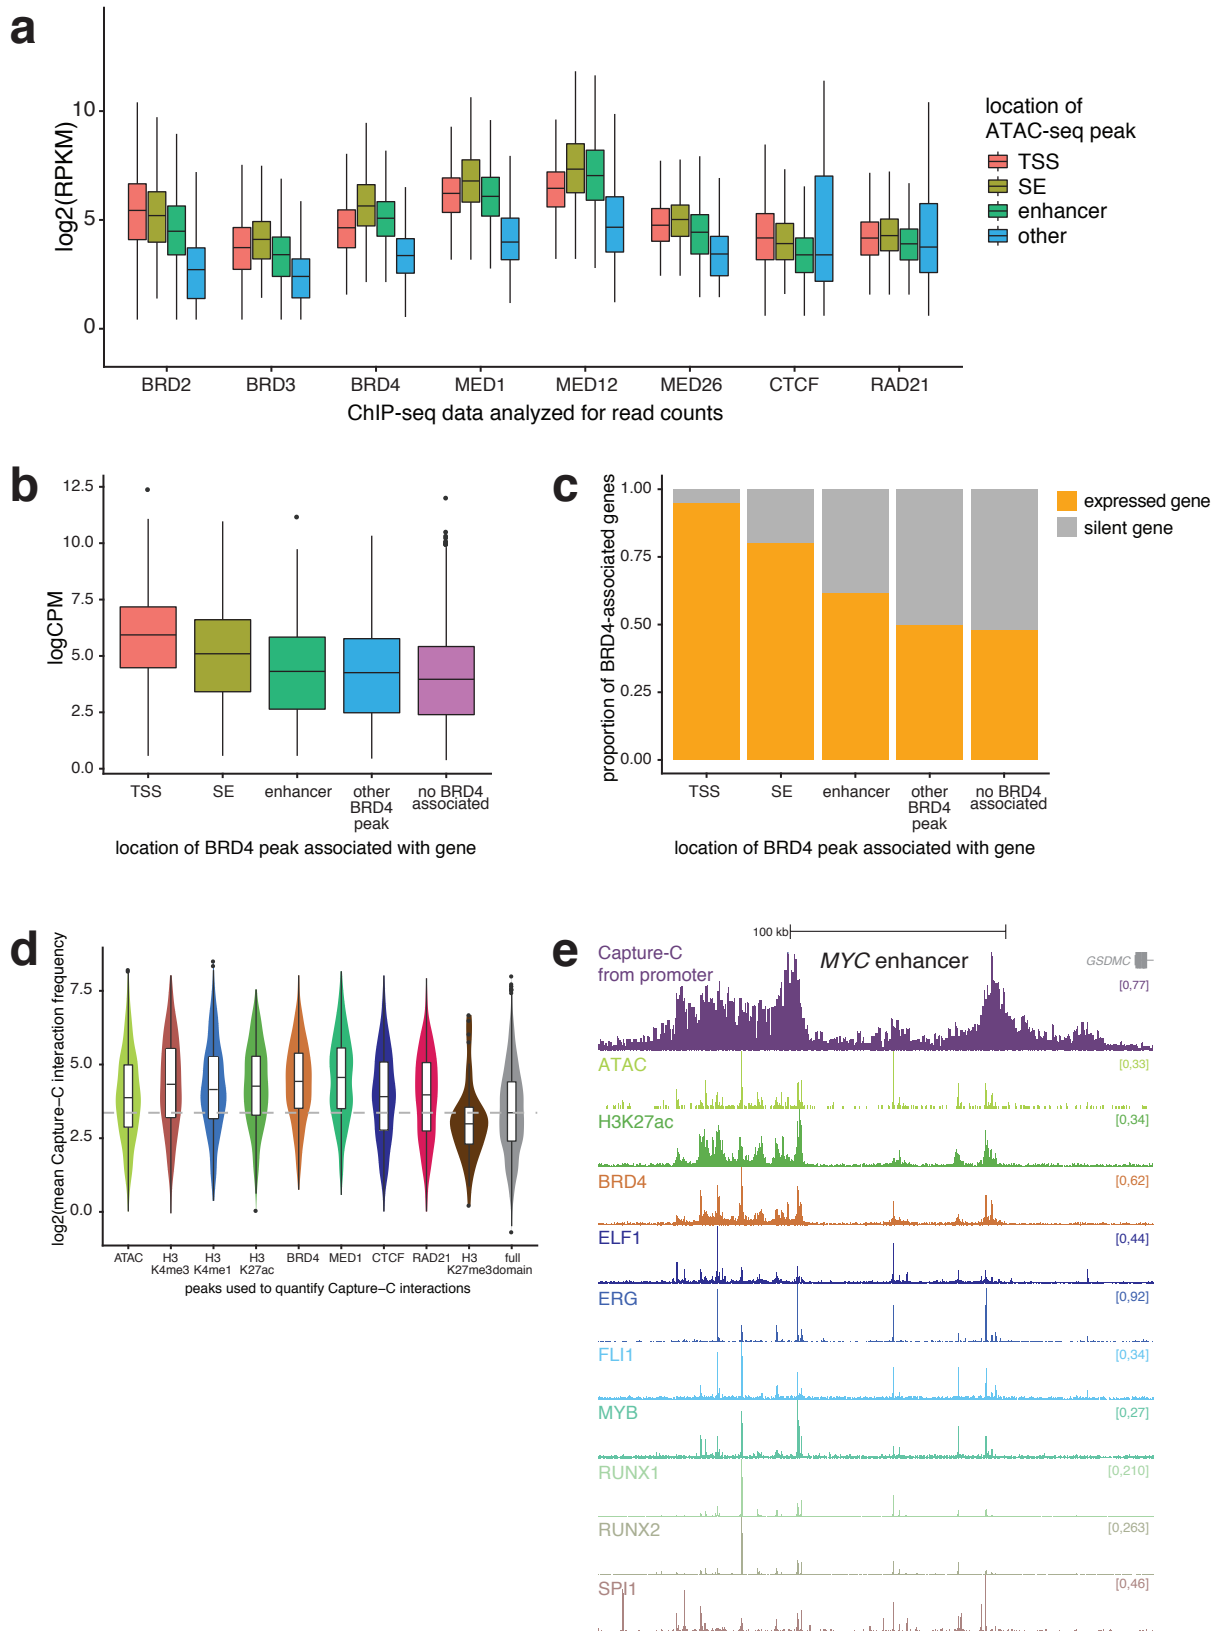 a
log2(RPKM)
10
5
0
BRD2 BRD3 BRD4 MED1 MED12 MED26 CTCF RAD21
ChIP-seq data analyzed for read counts
location of
ATAC-seq peak
TSS
SE
enhancer
other
b
logCPM
12.5
10.0
7.5
5.0
2.5
0.0
TSS SE enhancer other no BRD4
BRD4 associated
peak
location of BRD4 peak associated with gene
c
proportion of BRD4-associated genes
1.00
0.75
0.50
0.25
0.00
TSS SE enhancer other no BRD4
BRD4 associated
peak
location of BRD4 peak associated with gene
expressed gene
silent gene
d
log2(mean Capture−C interaction frequency)
7.5
5.0
2.5
0.0
ATAC H3 H3 H3 BRD4 MED1 CTCF RAD21 H3 full
K4me3 K4me1 K27ac K27me3 domain
peaks used to quantify Capture−C interactions
e
100 kb
Capture-C
from promoter
MYC enhancer
GSDMC
[0,77]
ATAC [0,33]
H3K27ac [0,34]
BRD4 [0,62]
ELF1 [0,44]
ERG [0,92]
FLI1 [0,34]
MYB [0,27]
RUNX1 [0,210]
RUNX2 [0,263]
SPI1 [0,46]